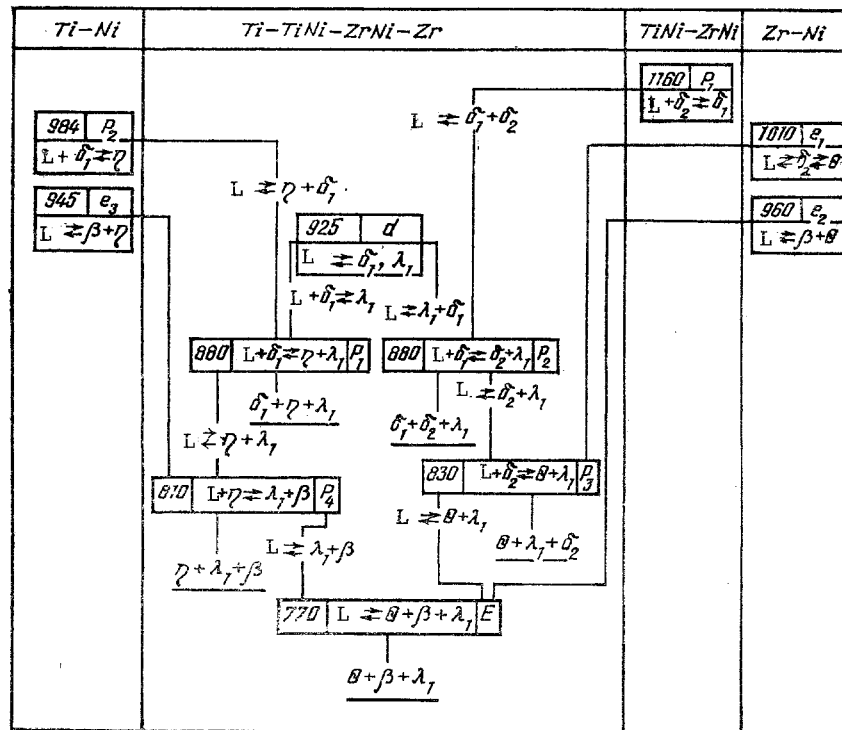 Ti-Ni
Ti-TiNi-ZrNi-Zr
TiNi-ZrNi
Zr-Ni
1160 P₁
L+δ₂⇄δ₁
L ⇄ δ₁+δ₂
984 P₂
L+δ₁⇄η
1010 e₁
L⇄δ₂⇄θ
L ⇄ η+δ₁
945 e₃
L ⇄β+η
960 e₂
L ⇄β+θ
925 d
L ⇄δ₁, λ₁
L+δ₁⇄λ₁
L⇄λ₁+δ₁
880 L+δ₁⇄η+λ₁ P₁
880 L+δ₁⇄δ₂+λ₁ P₂
L ⇄δ₂+λ₁
δ₁+η+λ₁
δ₁+δ₂+λ₁
L ⇄η+λ₁
830 L+δ₂⇄θ+λ₁ P₃
810 L+η⇄λ₁+β P₄
L ⇄θ+λ₁
θ+λ₁+δ₂
L⇄λ₁+β
η+λ₁+β
770 L ⇄θ+β+λ₁ E
θ+β+λ₁